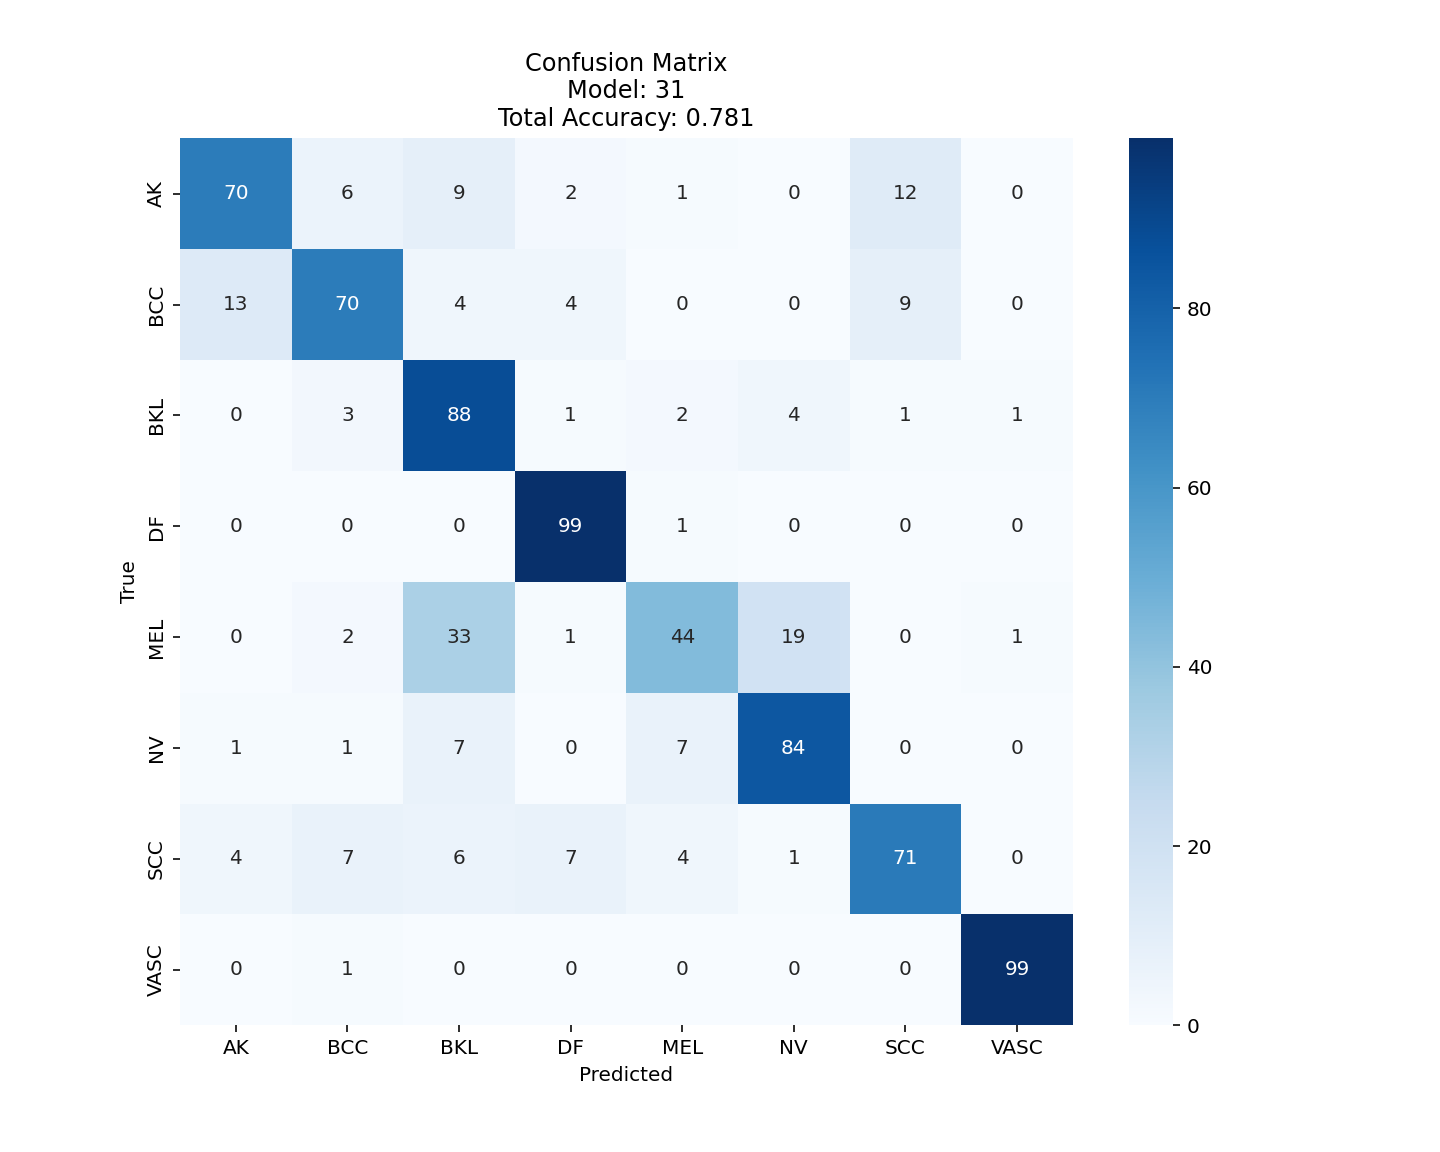 Confusion Matrix
Model: 31
Total Accuracy: 0.781
AK 70 6 9 2 1 0 12 0
BCC 13 70 4 4 0 0 9 0
BKL 0 3 88 1 2 4 1 1
DF 0 0 0 99 1 0 0 0
MEL 0 2 33 1 44 19 0 1
NV 1 1 7 0 7 84 0 0
SCC 4 7 6 7 4 1 71 0
VASC 0 1 0 0 0 0 0 99
True
AK BCC BKL DF MEL NV SCC VASC
Predicted
80
60
40
20
0